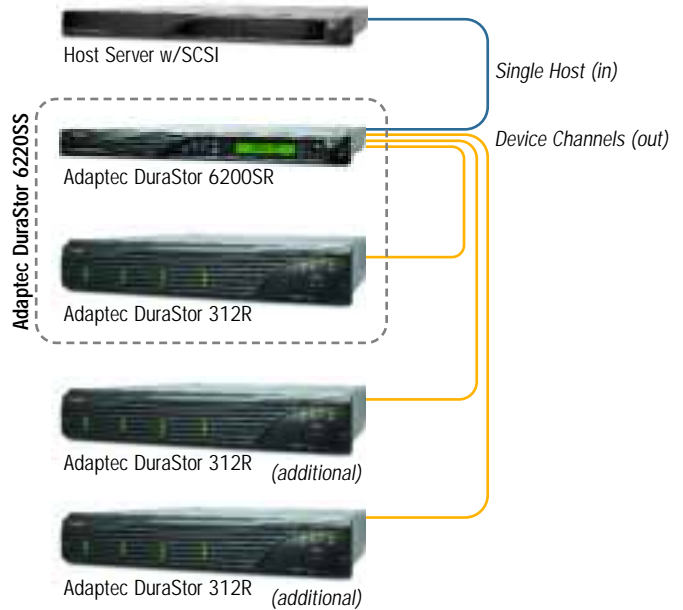 Host Server w/SCSI
Single Host (in)
Adaptec DuraStor 6220SS
Device Channels (out)
Adaptec DuraStor 6200SR
Adaptec DuraStor 312R
Adaptec DuraStor 312R (additional)
Adaptec DuraStor 312R (additional)